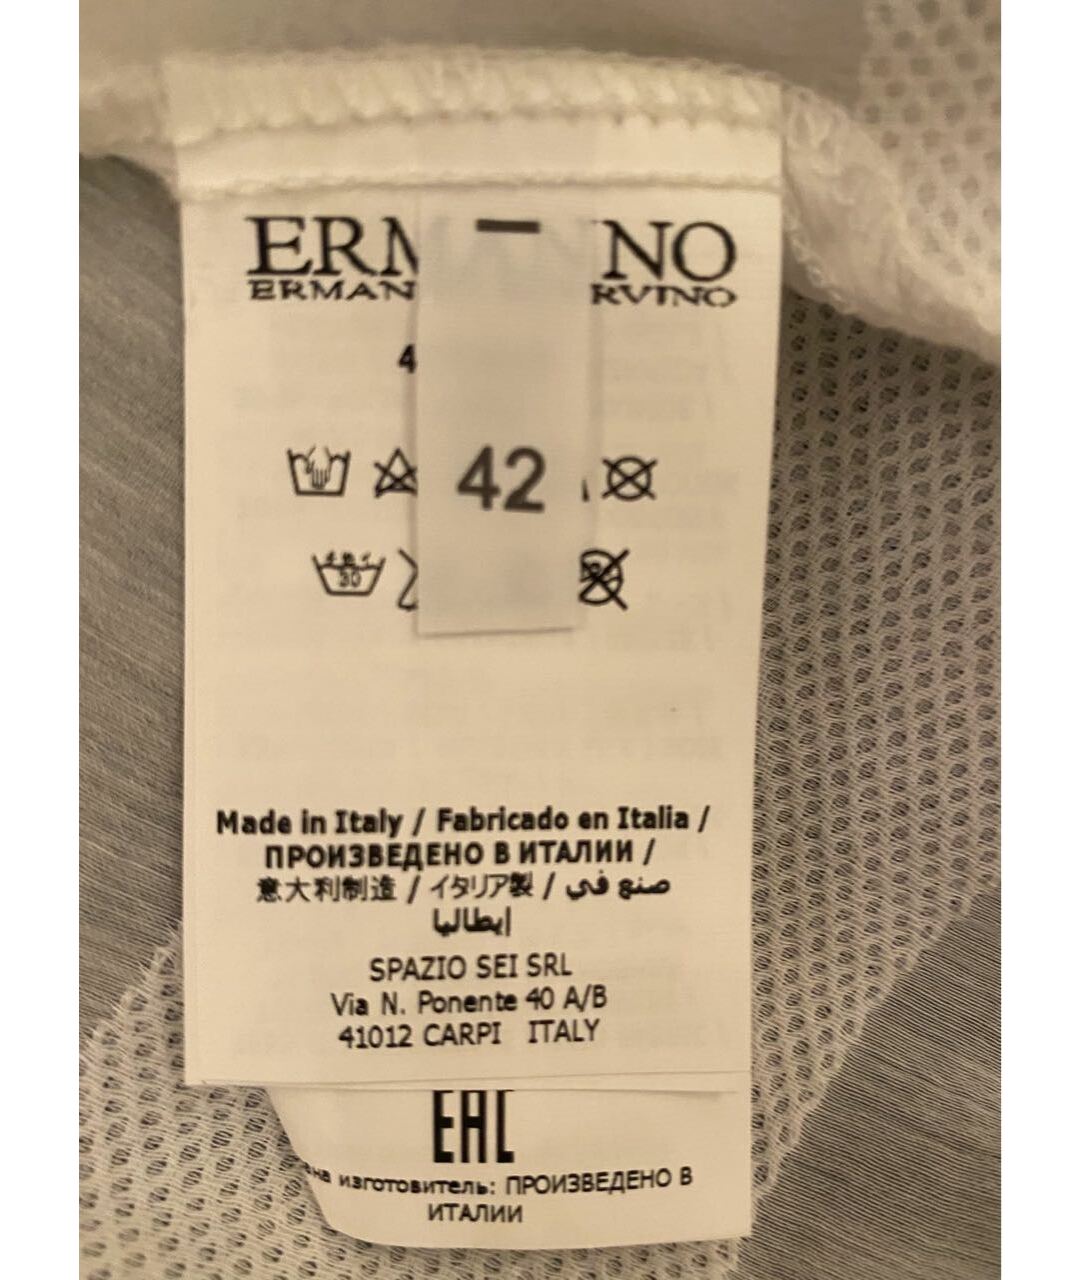 ERM NO
ERMAN RVINO
4
42
30
Made in Italy / Fabricado en Italia /
ПРОИЗВЕДЕНО В ИТАЛИИ /
意大利制造 / イタリア製 / صنع في
إيطاليا
SPAZIO SEI SRL
Via N. Ponente 40 A/B
41012 CARPI ITALY
EAC
изготовитель: ПРОИЗВЕДЕНО В
ИТАЛИИ